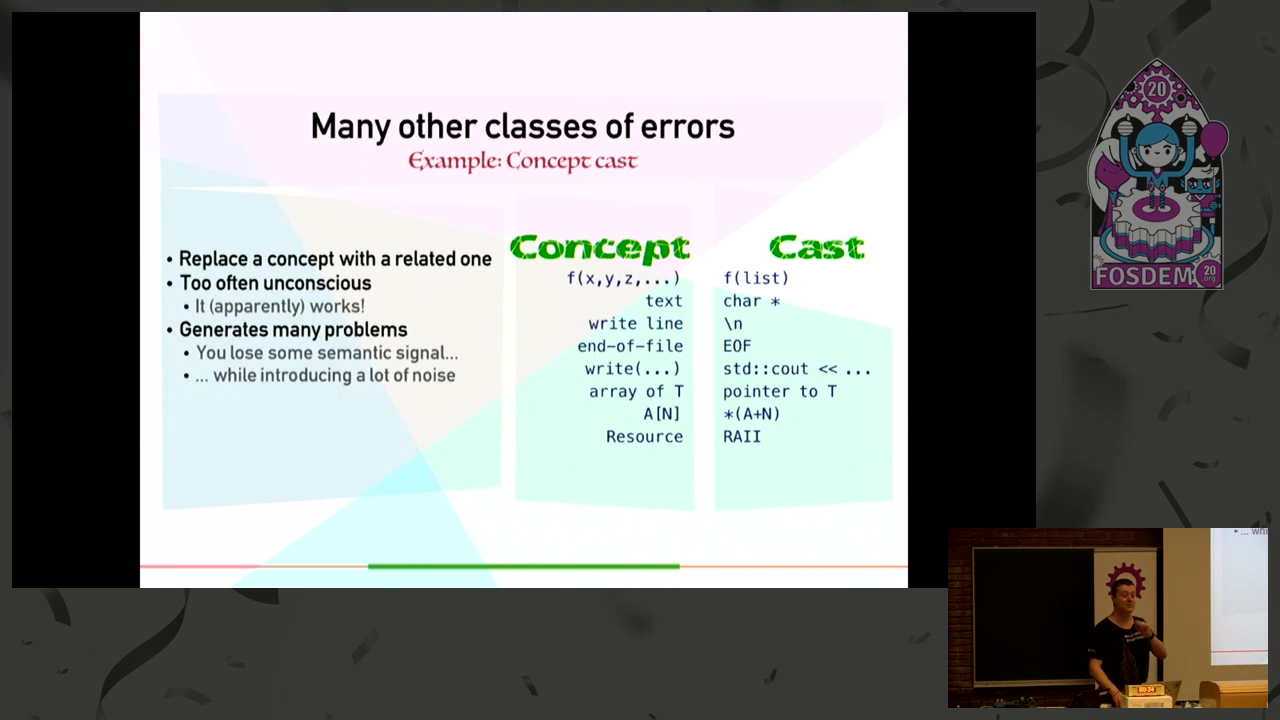 Many other classes of errors
Example: Concept cast
• Replace a concept with a related one
• Too often unconscious
• It (apparently) works!
• Generates many problems
• You lose some semantic signal...
• ... while introducing a lot of noise
Concept Cast
f(x,y,z,...) f(list)
text char *
write line \n
end-of-file EOF
write(...) std::cout << ...
array of T pointer to T
A[N] *(A+N)
Resource RAII
20
FOSDEM 20
.org